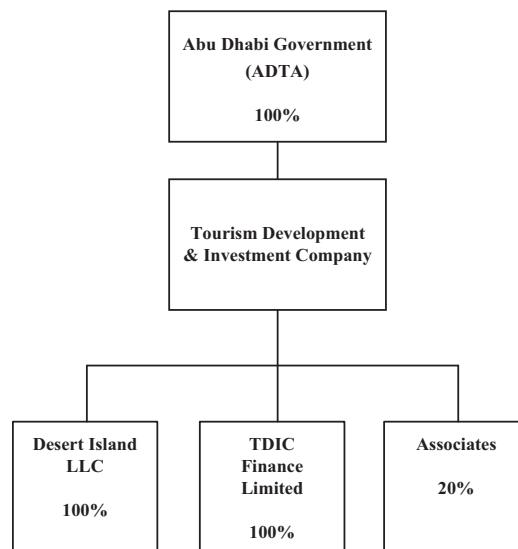 Abu Dhabi Government
(ADTA)
100%
Tourism Development
& Investment Company
Desert Island
LLC
100%
TDIC
Finance
Limited
100%
Associates
20%